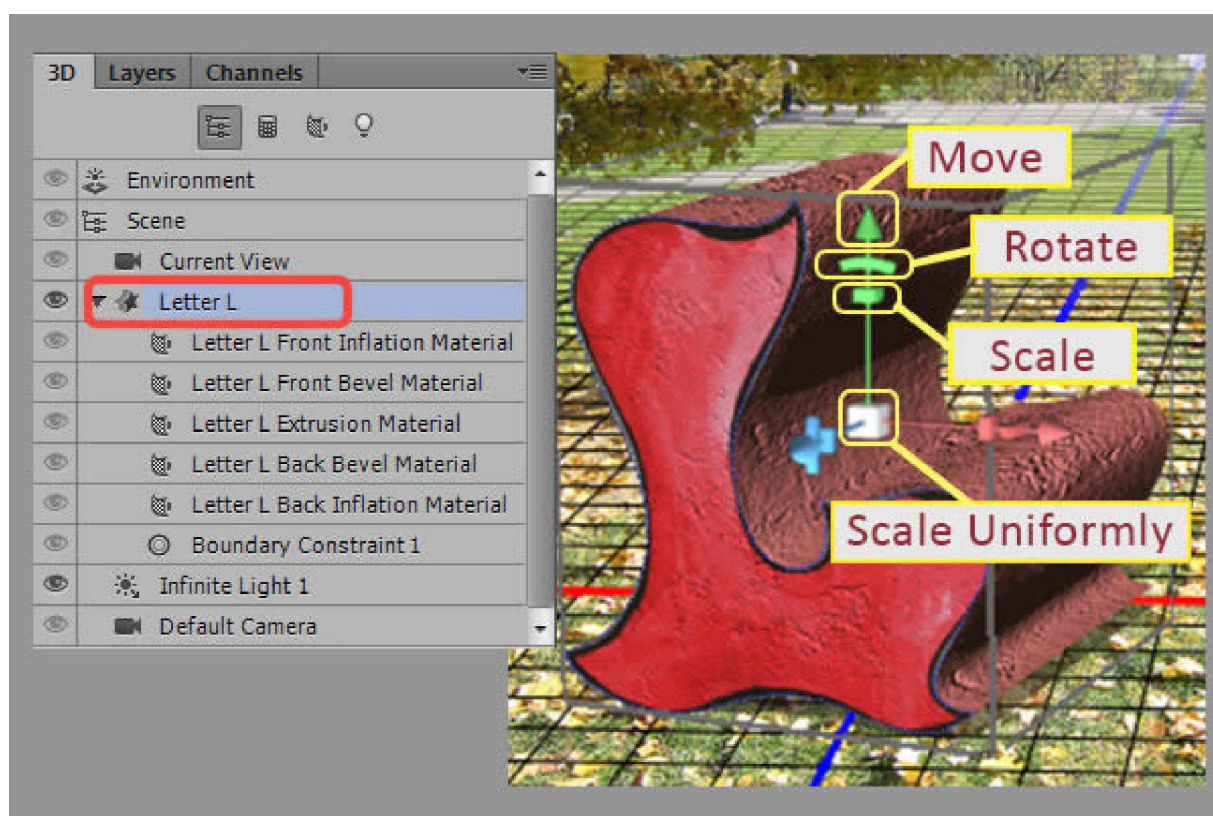 3D Layers Channels
Environment
Scene
Current View
Letter L
Letter L Front Inflation Material
Letter L Front Bevel Material
Letter L Extrusion Material
Letter L Back Bevel Material
Letter L Back Inflation Material
Boundary Constraint 1
Infinite Light 1
Default Camera
Move
Rotate
Scale
Scale Uniformly